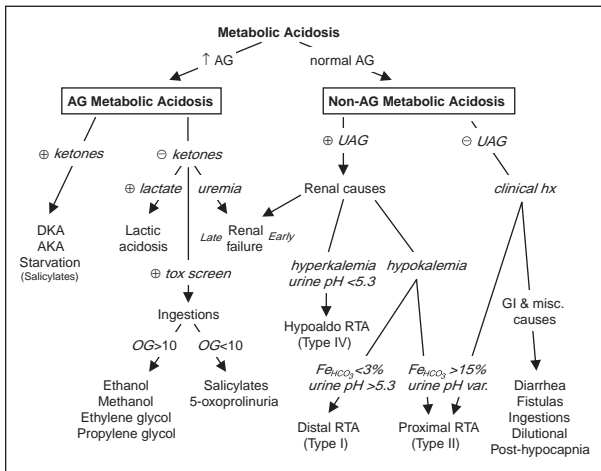 Metabolic Acidosis
↑ AG
normal AG
AG Metabolic Acidosis
Non-AG Metabolic Acidosis
⊕ ketones
⊖ ketones
⊕ UAG
⊖ UAG
⊕ lactate
uremia
Renal causes
clinical hx
DKA
AKA
Starvation
(Salicylates)
Lactic
acidosis
Late Renal Early
failure
⊕ tox screen
hyperkalemia
urine pH <5.3
hypokalemia
Ingestions
Hypoaldo RTA
(Type IV)
GI & misc.
causes
OG>10
OG<10
Fe_HCO₃<3%
urine pH >5.3
Fe_HCO₃ >15%
urine pH var.
Ethanol
Methanol
Ethylene glycol
Propylene glycol
Salicylates
5-oxoprolinuria
Distal RTA
(Type I)
Proximal RTA
(Type II)
Diarrhea
Fistulas
Ingestions
Dilutional
Post-hypocapnia